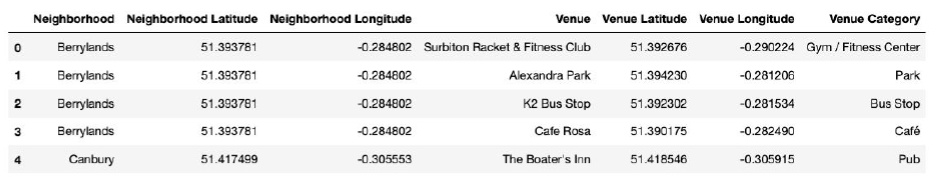 Neighborhood Neighborhood Latitude Neighborhood Longitude Venue Venue Latitude Venue Longitude Venue Category
0 Berrylands 51.393781 -0.284802 Surbiton Racket & Fitness Club 51.392676 -0.290224 Gym / Fitness Center
1 Berrylands 51.393781 -0.284802 Alexandra Park 51.394230 -0.281206 Park
2 Berrylands 51.393781 -0.284802 K2 Bus Stop 51.392302 -0.281534 Bus Stop
3 Berrylands 51.393781 -0.284802 Cafe Rosa 51.390175 -0.282490 Café
4 Canbury 51.417499 -0.305553 The Boater's Inn 51.418546 -0.305915 Pub